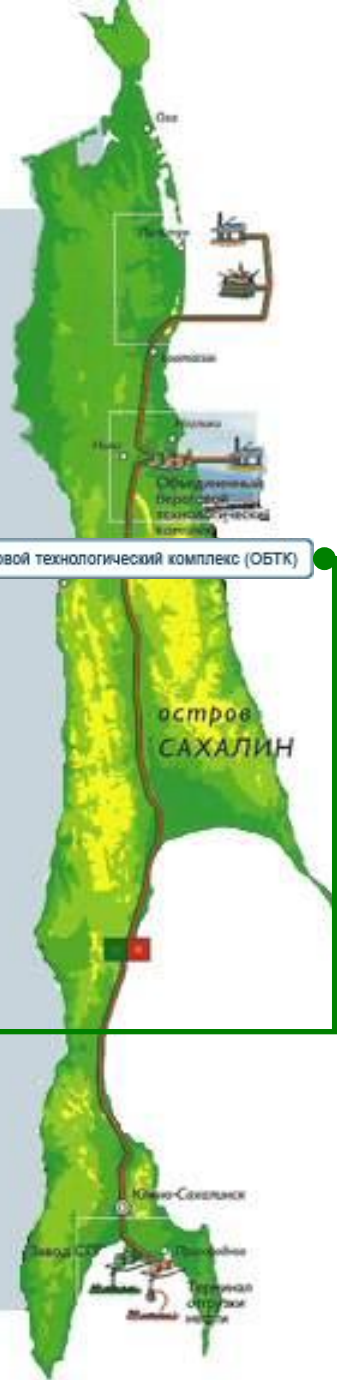 Оха
Ноглики
Ныш
Объединенный
береговой
технологический
комплекс
овой технологический комплекс (ОБТК)
остров
САХАЛИН
Южно-Сахалинск
Завод СПГ
Пригородное
Терминал
отгрузки
нефти